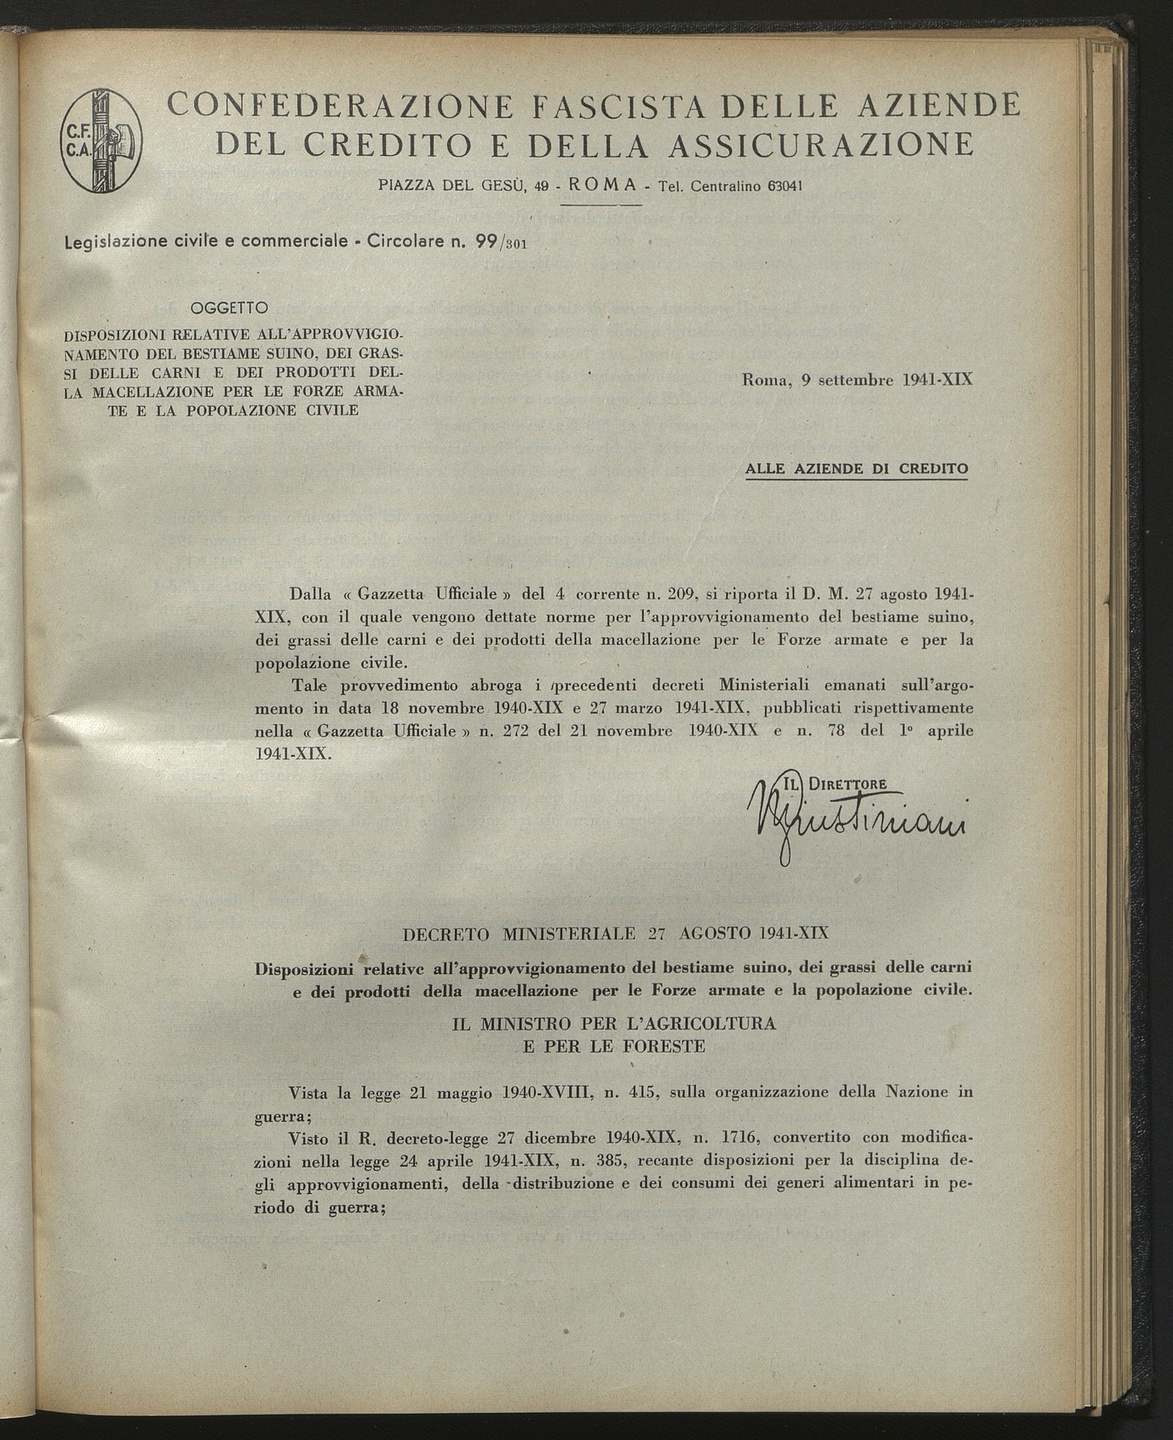 C.F.
C.A.
CONFEDERAZIONE FASCISTA DELLE AZIENDE
DEL CREDITO E DELLA ASSICURAZIONE
PIAZZA DEL GESÙ, 49 - ROMA - Tel. Centralino 63041
Legislazione civile e commerciale - Circolare n. 99/301
OGGETTO
DISPOSIZIONI RELATIVE ALL'APPROVVIGIO-
NAMENTO DEL BESTIAME SUINO, DEI GRAS-
SI DELLE CARNI E DEI PRODOTTI DEL-
LA MACELLAZIONE PER LE FORZE ARMA-
TE E LA POPOLAZIONE CIVILE
Roma, 9 settembre 1941-XIX
ALLE AZIENDE DI CREDITO
Dalla « Gazzetta Ufficiale » del 4 corrente n. 209, si riporta il D. M. 27 agosto 1941-
XIX, con il quale vengono dettate norme per l'approvvigionamento del bestiame suino,
dei grassi delle carni e dei prodotti della macellazione per le Forze armate e per la
popolazione civile.
Tale provvedimento abroga i precedenti decreti Ministeriali emanati sull'argo-
mento in data 18 novembre 1940-XIX e 27 marzo 1941-XIX, pubblicati rispettivamente
nella « Gazzetta Ufficiale » n. 272 del 21 novembre 1940-XIX e n. 78 del 1° aprile
1941-XIX.
IL DIRETTORE
Giustiniani
DECRETO MINISTERIALE 27 AGOSTO 1941-XIX
Disposizioni relative all'approvvigionamento del bestiame suino, dei grassi delle carni
e dei prodotti della macellazione per le Forze armate e la popolazione civile.
IL MINISTRO PER L'AGRICOLTURA
E PER LE FORESTE
Vista la legge 21 maggio 1940-XVIII, n. 415, sulla organizzazione della Nazione in
guerra;
Visto il R. decreto-legge 27 dicembre 1940-XIX, n. 1716, convertito con modifica-
zioni nella legge 24 aprile 1941-XIX, n. 385, recante disposizioni per la disciplina de-
gli approvvigionamenti, della distribuzione e dei consumi dei generi alimentari in pe-
riodo di guerra;